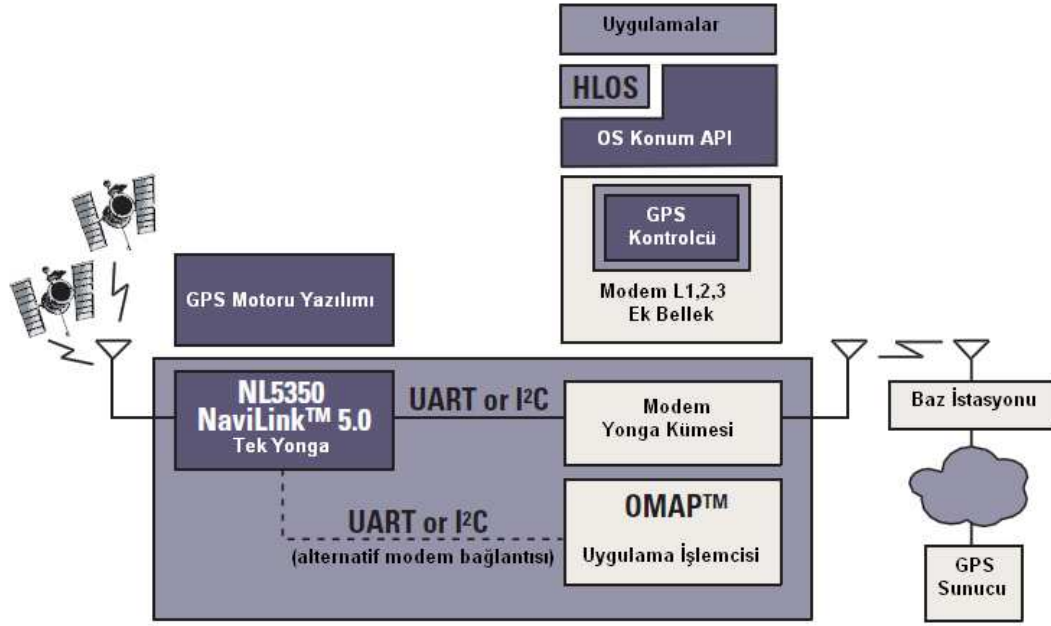 Uygulamalar
HLOS
OS Konum API
GPS
Kontrolcü
Modem L1,2,3
Ek Bellek
GPS Motoru Yazılımı
NL5350
NaviLink™ 5.0
Tek Yonga
UART or I²C
Modem
Yonga Kümesi
Baz İstasyonu
UART or I²C
(alternatif modem bağlantısı)
OMAP™
Uygulama İşlemcisi
GPS
Sunucu